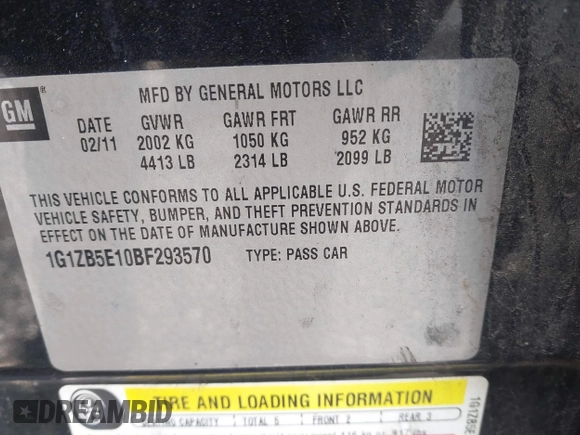 GM
MFD BY GENERAL MOTORS LLC
DATE GVWR GAWR FRT GAWR RR
02/11 2002 KG 1050 KG 952 KG
4413 LB 2314 LB 2099 LB
THIS VEHICLE CONFORMS TO ALL APPLICABLE U.S. FEDERAL MOTOR
VEHICLE SAFETY, BUMPER, AND THEFT PREVENTION STANDARDS IN
EFFECT ON THE DATE OF MANUFACTURE SHOWN ABOVE.
1G1ZB5E10BF293570 TYPE: PASS CAR
TIRE AND LOADING INFORMATION
SEATING CAPACITY TOTAL 5 FRONT 2 REAR 3
1G1ZB5E
DREAMBID